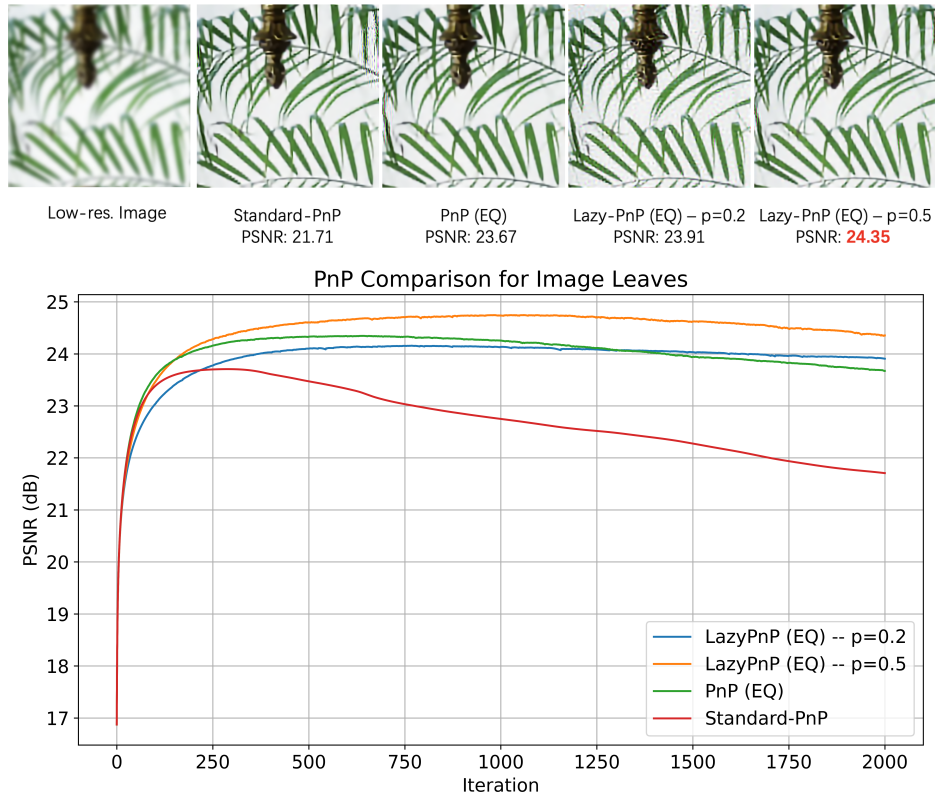 Low-res. Image
Standard-PnP
PSNR: 21.71
PnP (EQ)
PSNR: 23.67
Lazy-PnP (EQ) – p=0.2
PSNR: 23.91
Lazy-PnP (EQ) – p=0.5
PSNR: 24.35
PnP Comparison for Image Leaves
25
24
23
22
21
20
19
18
17
PSNR (dB)
LazyPnP (EQ) -- p=0.2
LazyPnP (EQ) -- p=0.5
PnP (EQ)
Standard-PnP
0 250 500 750 1000 1250 1500 1750 2000
Iteration